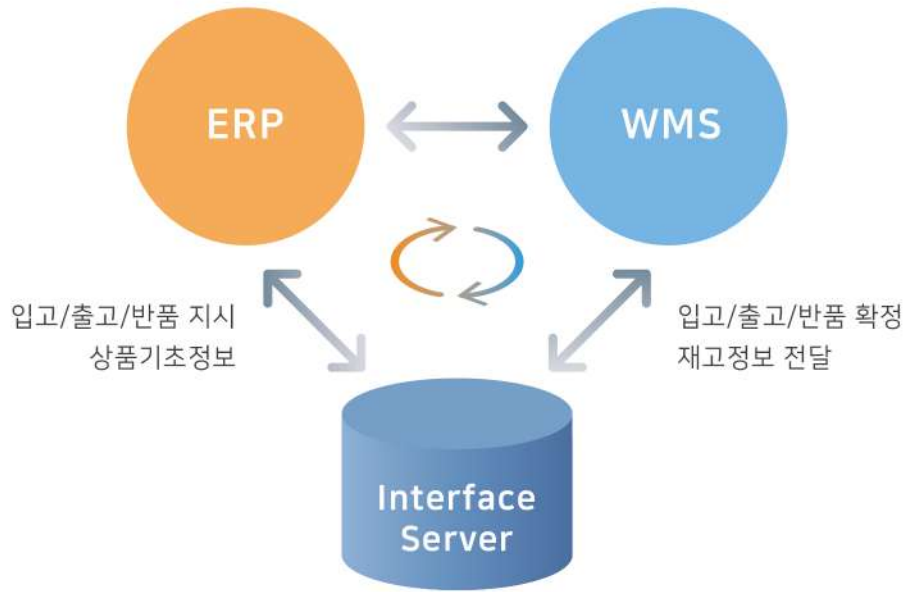 ERP
WMS
입고/출고/반품 지시
상품기초정보
입고/출고/반품 확정
재고정보 전달
Interface
Server